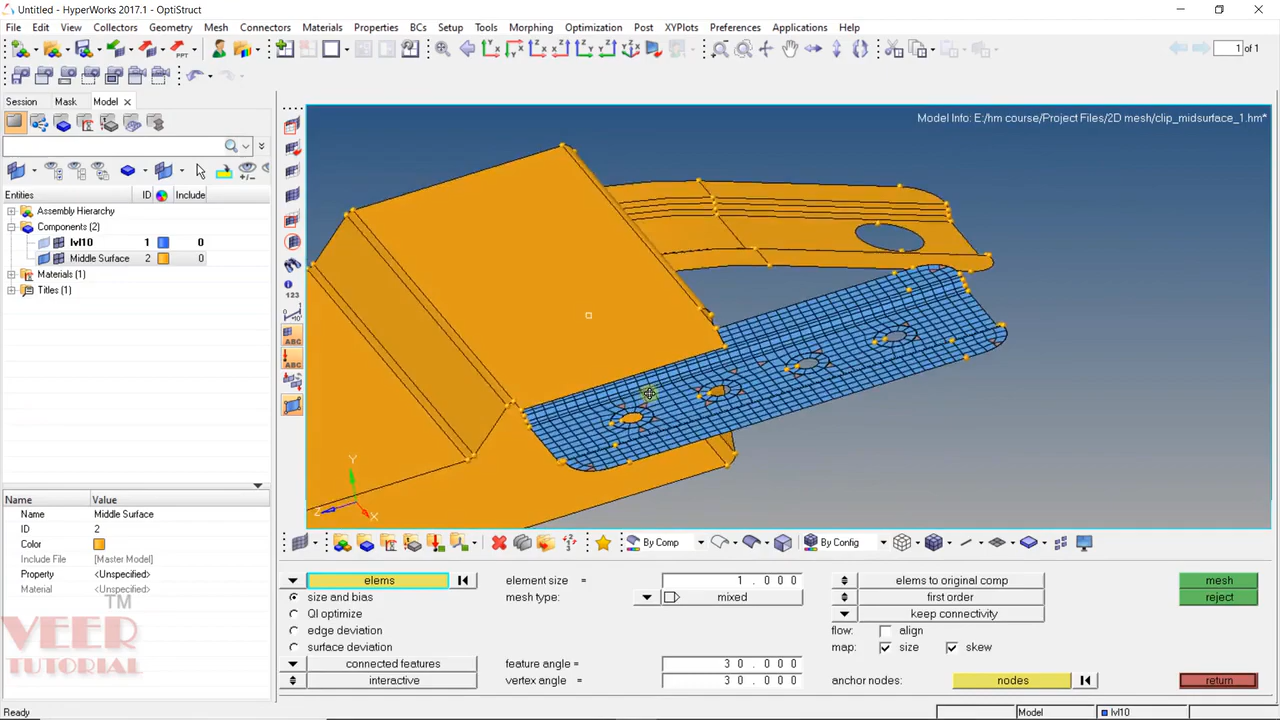 Untitled - HyperWorks 2017.1 - OptiStruct
File Edit View Collectors Geometry Mesh Connectors Materials Properties BCs Setup Tools Morphing Optimization Post XYPlots Preferences Applications Help
1 of 1
Session Mask Model
Model Info: E:/hm course/Project Files/2D mesh/clip_midsurface_1.hm*
Entities ID Include
Assembly Hierarchy
Components (2)
lvl10 1 0
Middle Surface 2 0
Materials (1)
Titles (1)
123
ABC
ABC
Y
Z
X
Name Value
Name Middle Surface
ID 2
Color
Include File [Master Model]
Property <Unspecified>
Material <Unspecified>
TM
VEER
TUTORIAL
By Comp By Config
elems element size = 1.000 elems to original comp mesh
size and bias mesh type: mixed first order reject
QI optimize keep connectivity
edge deviation flow: align
surface deviation map: size skew
connected features feature angle = 30.000
interactive vertex angle = 30.000 anchor nodes: nodes return
Ready Model lvl10